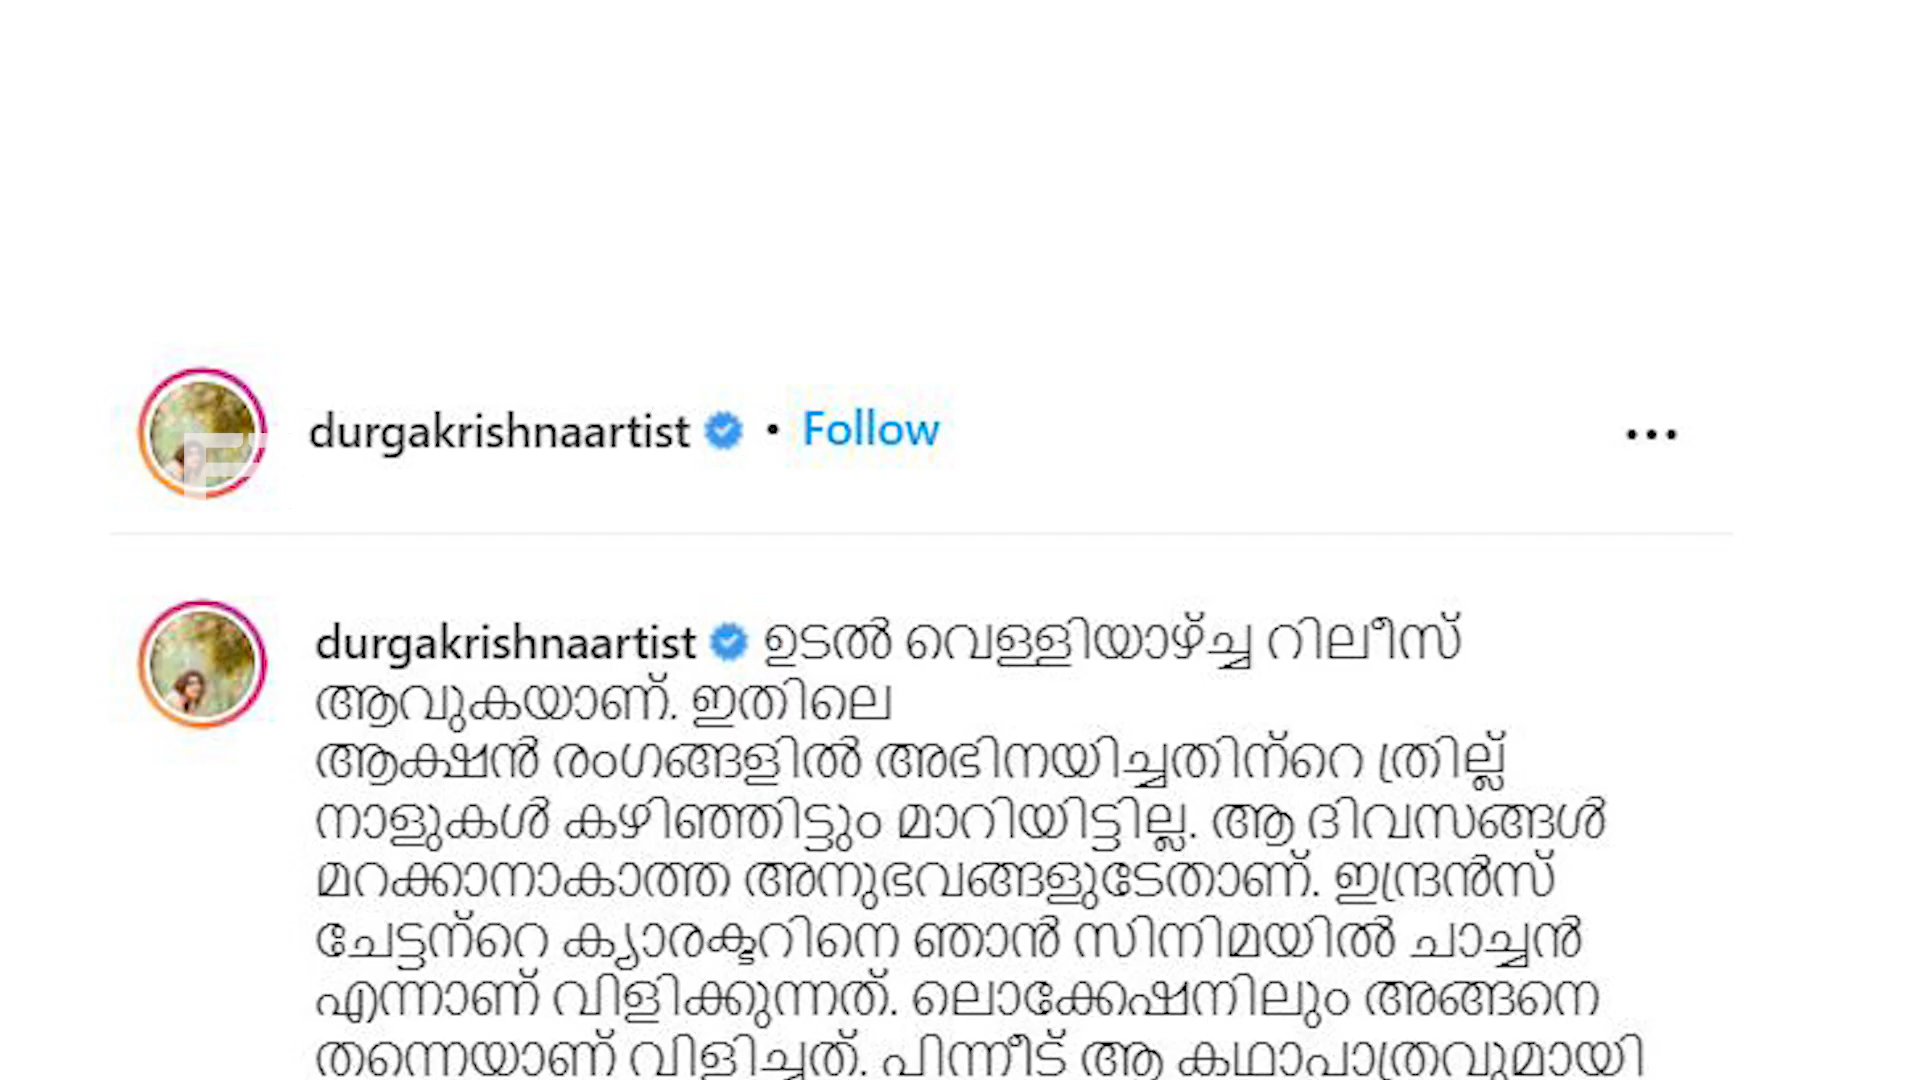 durgakrishnaartist • Follow
durgakrishnaartist ഉടൽ വെള്ളിയാഴ്ച്ച റിലീസ്
ആവുകയാണ്. ഇതിലെ
ആക്ഷൻ രംഗങ്ങളിൽ അഭിനയിച്ചതിന്റെ ത്രില്ല്
നാളുകൾ കഴിഞ്ഞിട്ടും മാറിയിട്ടില്ല. ആ ദിവസങ്ങൾ
മറക്കാനാകാത്ത അനുഭവങ്ങളുടേതാണ്. ഇന്ദ്രൻസ്
ചേട്ടന്റെ ക്യാരക്ടറിനെ ഞാൻ സിനിമയിൽ ചാച്ചൻ
എന്നാണ് വിളിക്കുന്നത്. ലൊക്കേഷനിലും അങ്ങനെ
തന്നെയാണ് വിളിച്ചത്. പിന്നീട് ആ കഥാപാത്രവുമായി